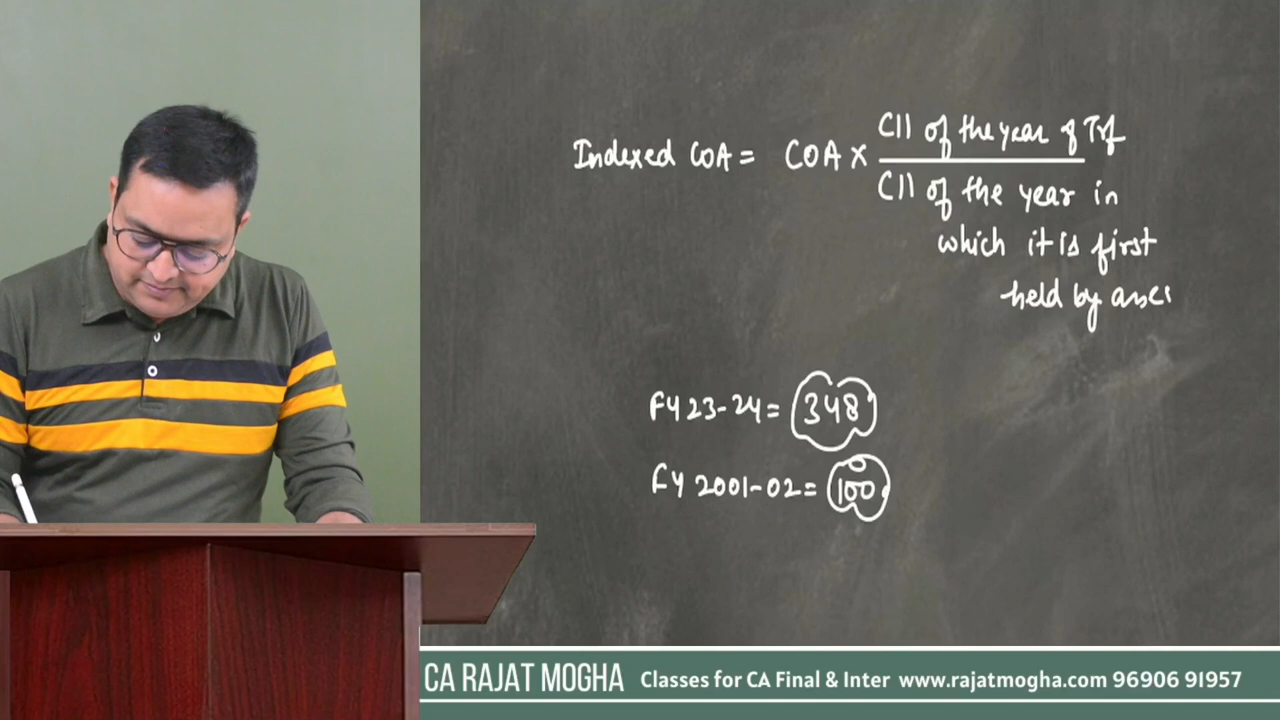 Indexed COA = COA × CII of the year of Trf
CII of the year in
which it is first
held by
FY 23-24 = 348
FY 2001-02 = 100
CA RAJAT MOGHA Classes for CA Final & Inter www.rajatmogha.com 96906 91957